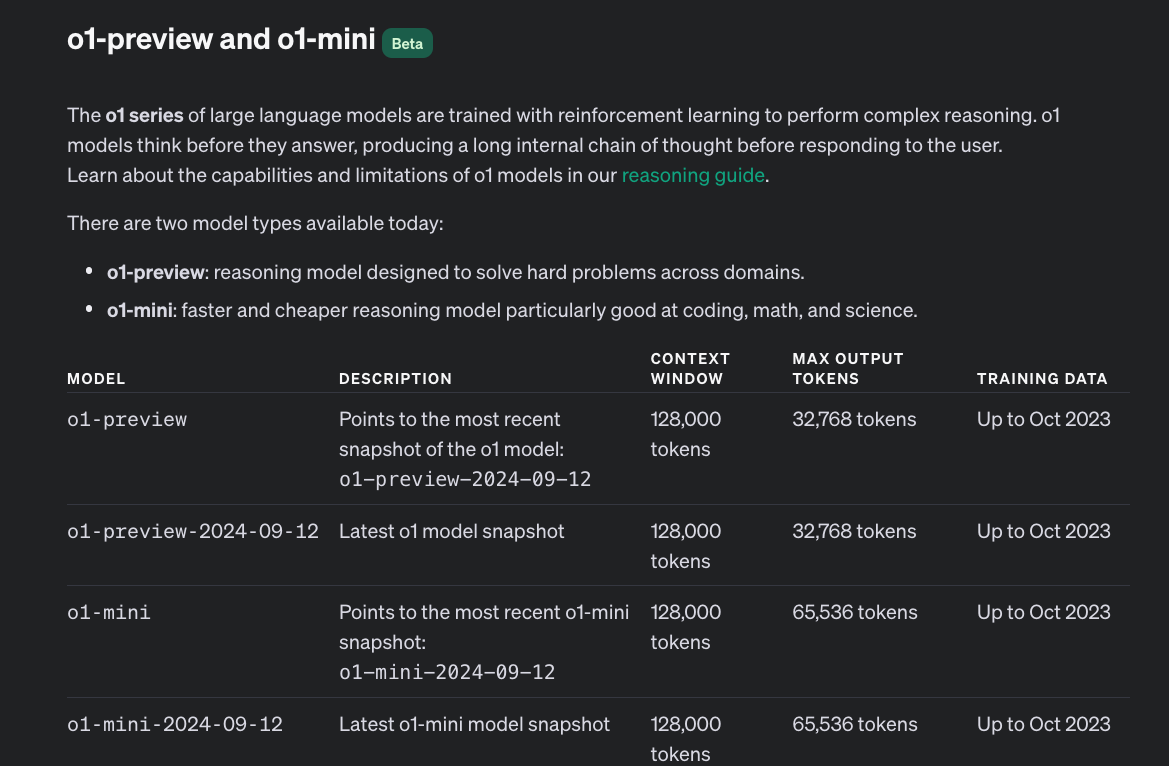 o1-preview and o1-mini Beta
The o1 series of large language models are trained with reinforcement learning to perform complex reasoning. o1
models think before they answer, producing a long internal chain of thought before responding to the user.
Learn about the capabilities and limitations of o1 models in our reasoning guide.
There are two model types available today:
• o1-preview: reasoning model designed to solve hard problems across domains.
• o1-mini: faster and cheaper reasoning model particularly good at coding, math, and science.
CONTEXT MAX OUTPUT
MODEL DESCRIPTION WINDOW TOKENS TRAINING DATA
o1-preview Points to the most recent 128,000 32,768 tokens Up to Oct 2023
snapshot of the o1 model: tokens
o1-preview-2024-09-12
o1-preview-2024-09-12 Latest o1 model snapshot 128,000 32,768 tokens Up to Oct 2023
tokens
o1-mini Points to the most recent o1-mini 128,000 65,536 tokens Up to Oct 2023
snapshot: tokens
o1-mini-2024-09-12
o1-mini-2024-09-12 Latest o1-mini model snapshot 128,000 65,536 tokens Up to Oct 2023
tokens